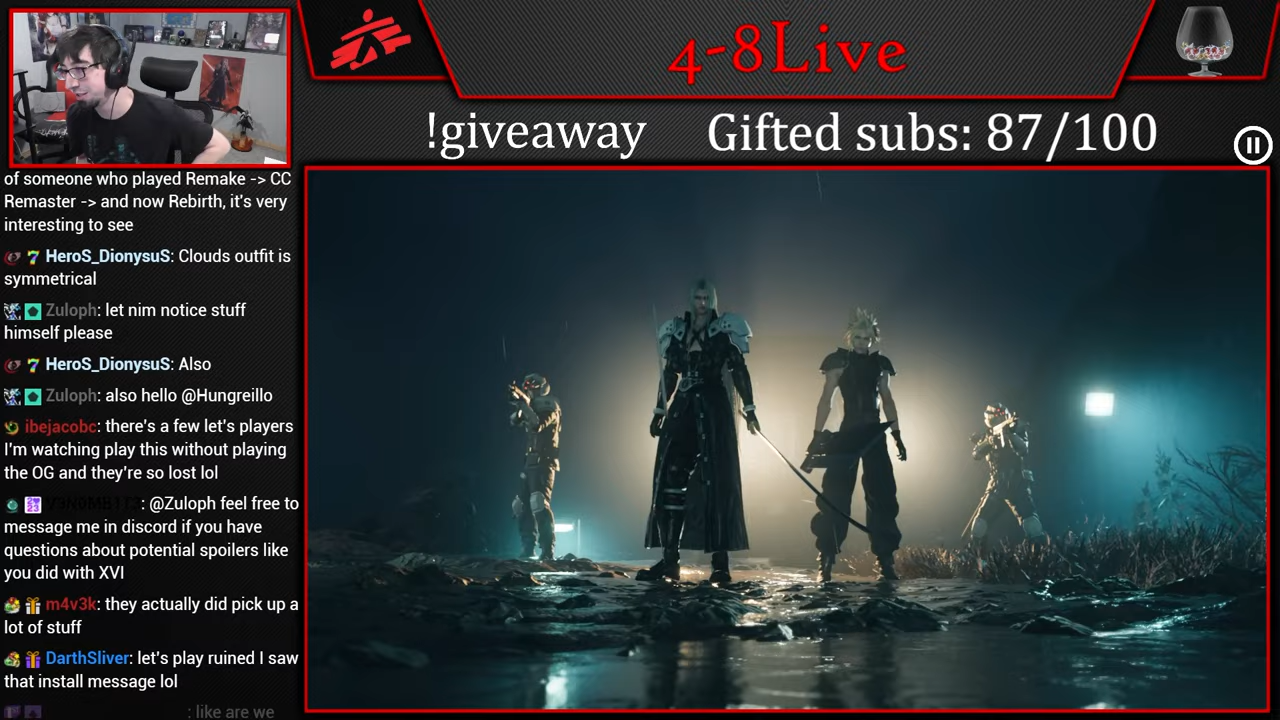 4-8Live
!giveaway
Gifted subs: 87/100
of someone who played Remake -> CC
Remaster -> and now Rebirth, it's very
interesting to see
HeroS_DionysuS: Clouds outfit is
symmetrical
Zuloph: let nim notice stuff
himself please
HeroS_DionysuS: Also
Zuloph: also hello @Hungreillo
ibejacobc: there's a few let's players
I'm watching play this without playing
the OG and they're so lost lol
: @Zuloph feel free to
message me in discord if you have
questions about potential spoilers like
you did with XVI
m4v3k: they actually did pick up a
lot of stuff
DarthSliver: let's play ruined I saw
that install message lol
: like are we